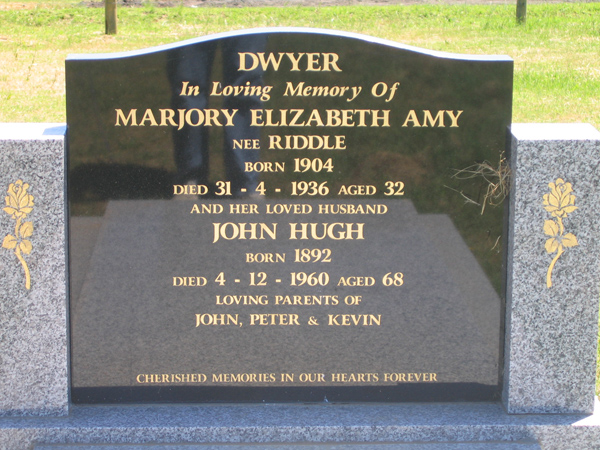 DWYER
In Loving Memory Of
MARJORY ELIZABETH AMY
NEE RIDDLE
BORN 1904
DIED 31 - 4 - 1936 AGED 32
AND HER LOVED HUSBAND
JOHN HUGH
BORN 1892
DIED 4 - 12 - 1960 AGED 68
LOVING PARENTS OF
JOHN, PETER & KEVIN
CHERISHED MEMORIES IN OUR HEARTS FOREVER